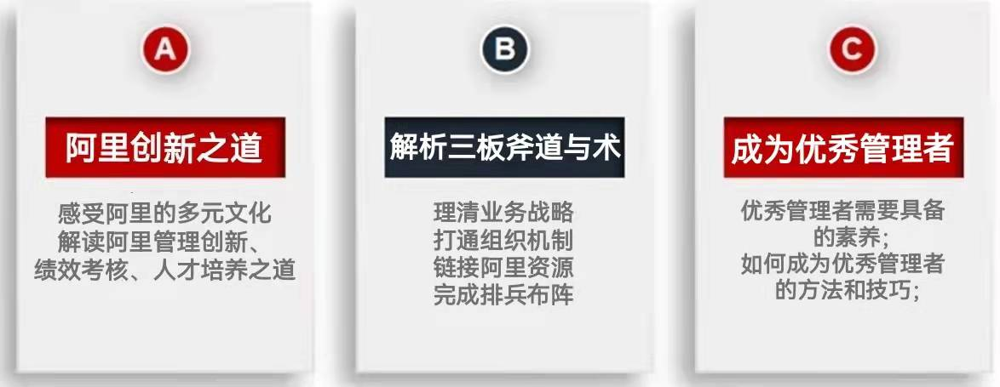 A
阿里创新之道
感受阿里的多元文化
解读阿里管理创新、
绩效考核、人才培养之道
B
解析三板斧道与术
理清业务战略
打通组织机制
链接阿里资源
完成排兵布阵
C
成为优秀管理者
优秀管理者需要具备
的素养；
如何成为优秀管理者
的方法和技巧；